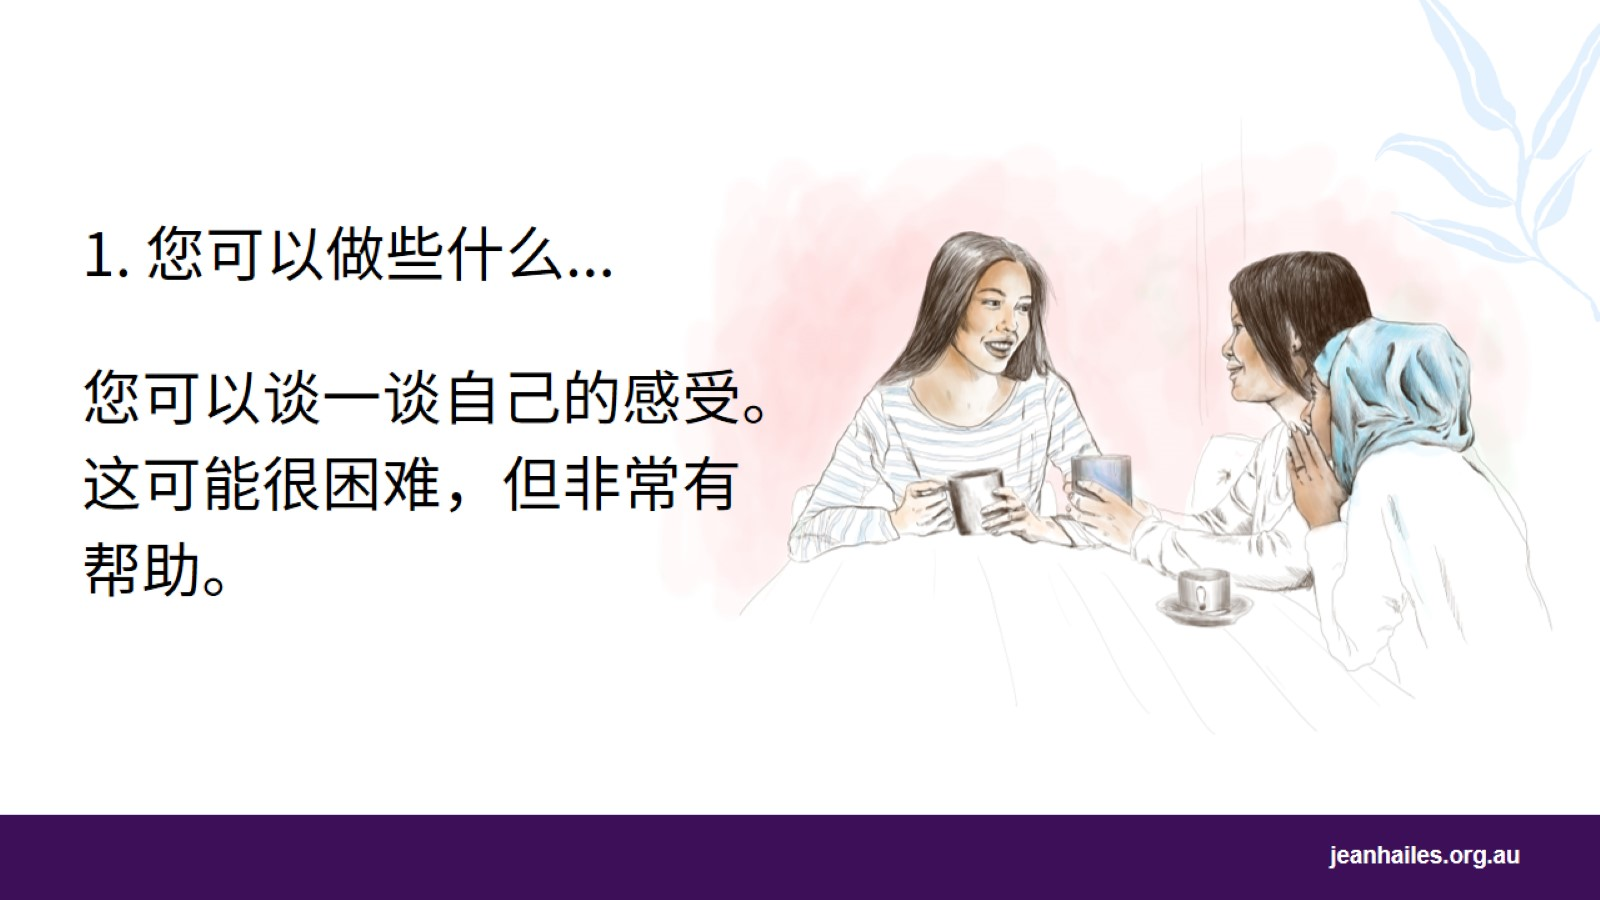 1. 您可以做些什么...
您可以谈一谈自己的感受。
这可能很困难，但非常有
帮助。
jeanhailes.org.au